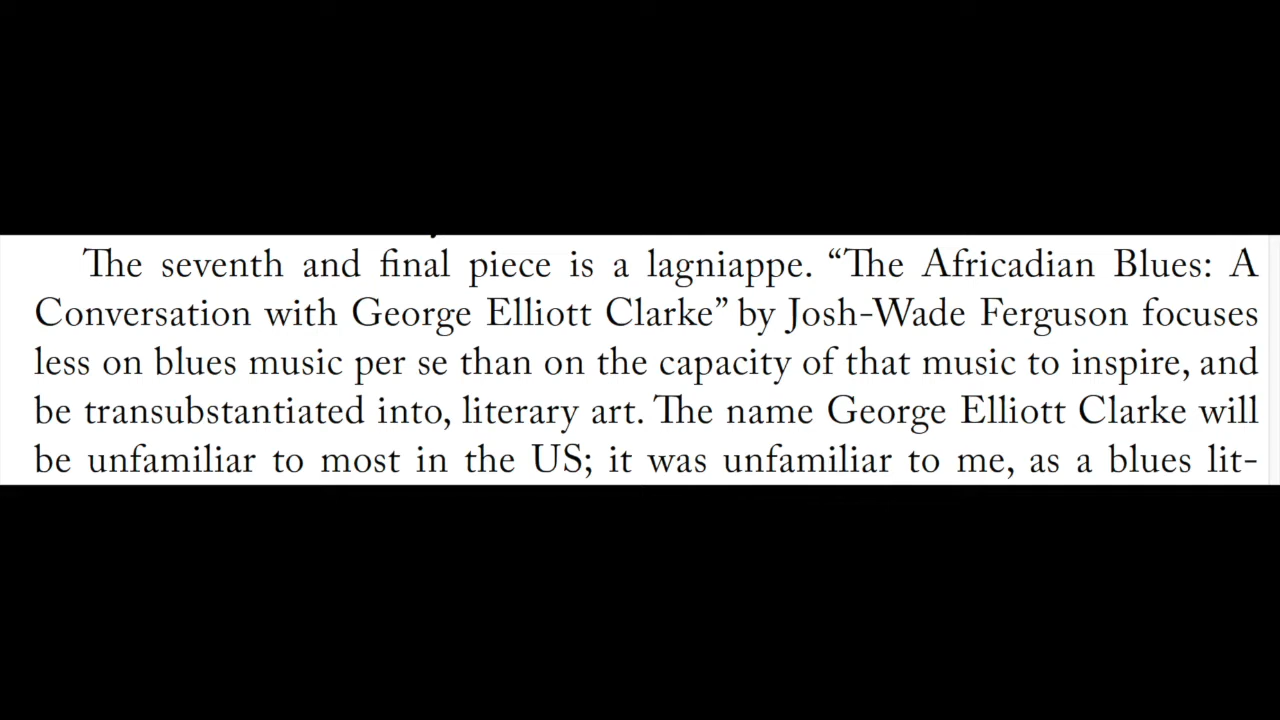 The seventh and final piece is a lagniappe. “The Africadian Blues: A
Conversation with George Elliott Clarke” by Josh-Wade Ferguson focuses
less on blues music per se than on the capacity of that music to inspire, and
be transubstantiated into, literary art. The name George Elliott Clarke will
be unfamiliar to most in the US; it was unfamiliar to me, as a blues lit-